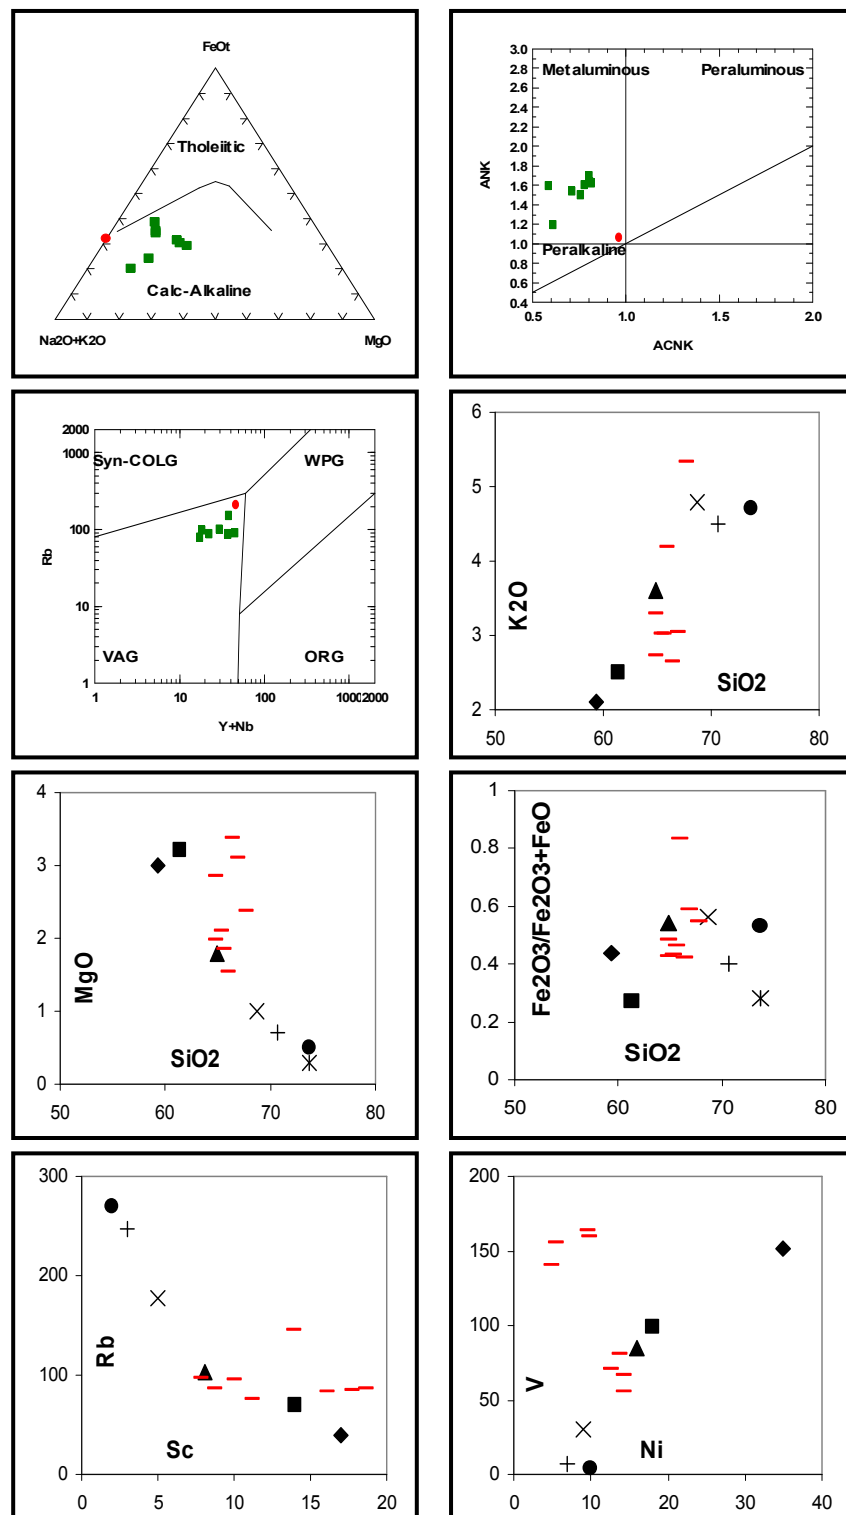 FeOt
Tholeiitic
Calc-Alkaline
Na2O+K2O
MgO
3.0
2.8
2.6
2.4
2.2
2.0
1.8
1.6
1.4
1.2
1.0
0.8
0.6
0.4
Metaluminous
Peraluminous
Peralkaline
ANK
0.5
1.0
2.0
ACNK
2000
1000
100
10
1
Syn-COLG
WPG
VAG
ORG
Rb
1
10
100
1000
2000
Y+Nb
6
5
4
3
2
K2O
SiO2
50
60
70
80
4
3
2
1
0
MgO
SiO2
50
60
70
80
1
0.8
0.6
0.4
0.2
0
Fe2O3/Fe2O3+FeO
SiO2
50
60
70
80
300
200
100
0
Rb
Sc
0
5
10
15
20
200
150
100
50
0
V
Ni
0
10
20
30
40